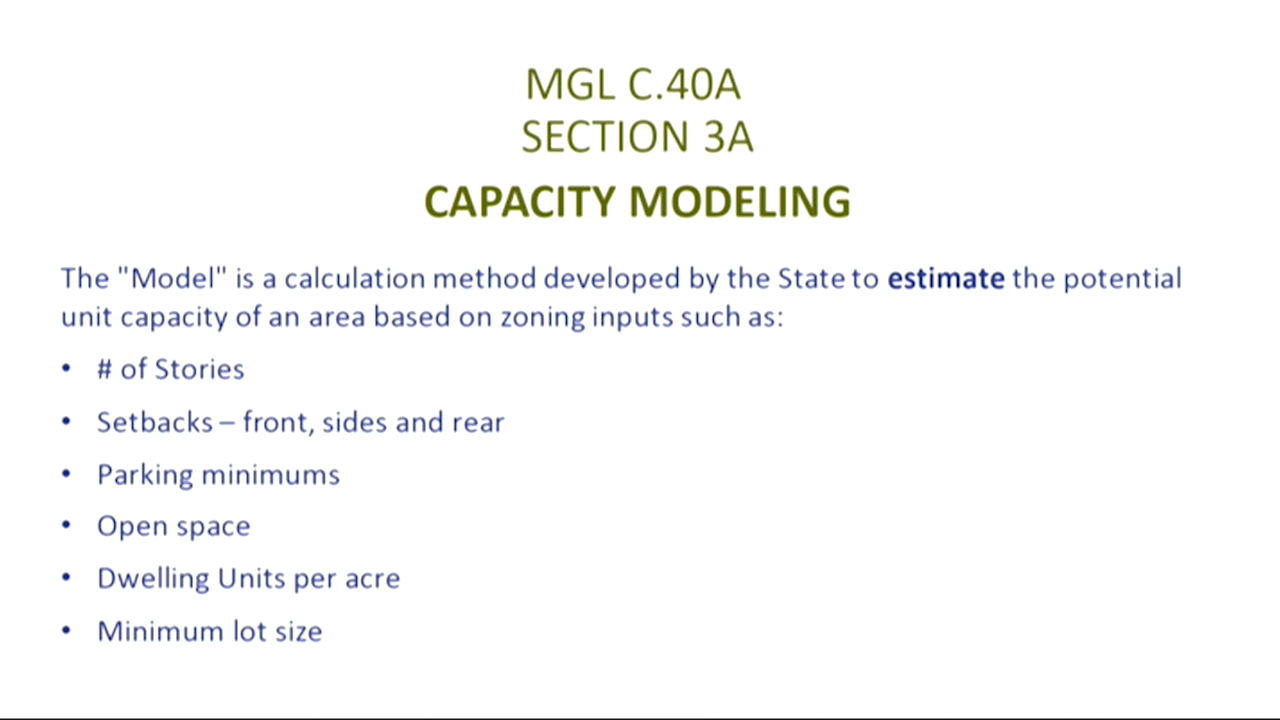 MGL C.40A
SECTION 3A
CAPACITY MODELING
The "Model" is a calculation method developed by the State to estimate the potential
unit capacity of an area based on zoning inputs such as:
• # of Stories
• Setbacks – front, sides and rear
• Parking minimums
• Open space
• Dwelling Units per acre
• Minimum lot size